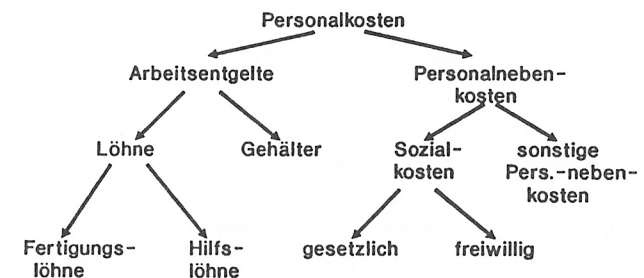 Personalkosten
Arbeitsentgelte
Personalneben-
kosten
Löhne
Gehälter
Sozial-
kosten
sonstige
Pers.-neben-
kosten
Fertigungs-
löhne
Hilfs-
löhne
gesetzlich
freiwillig